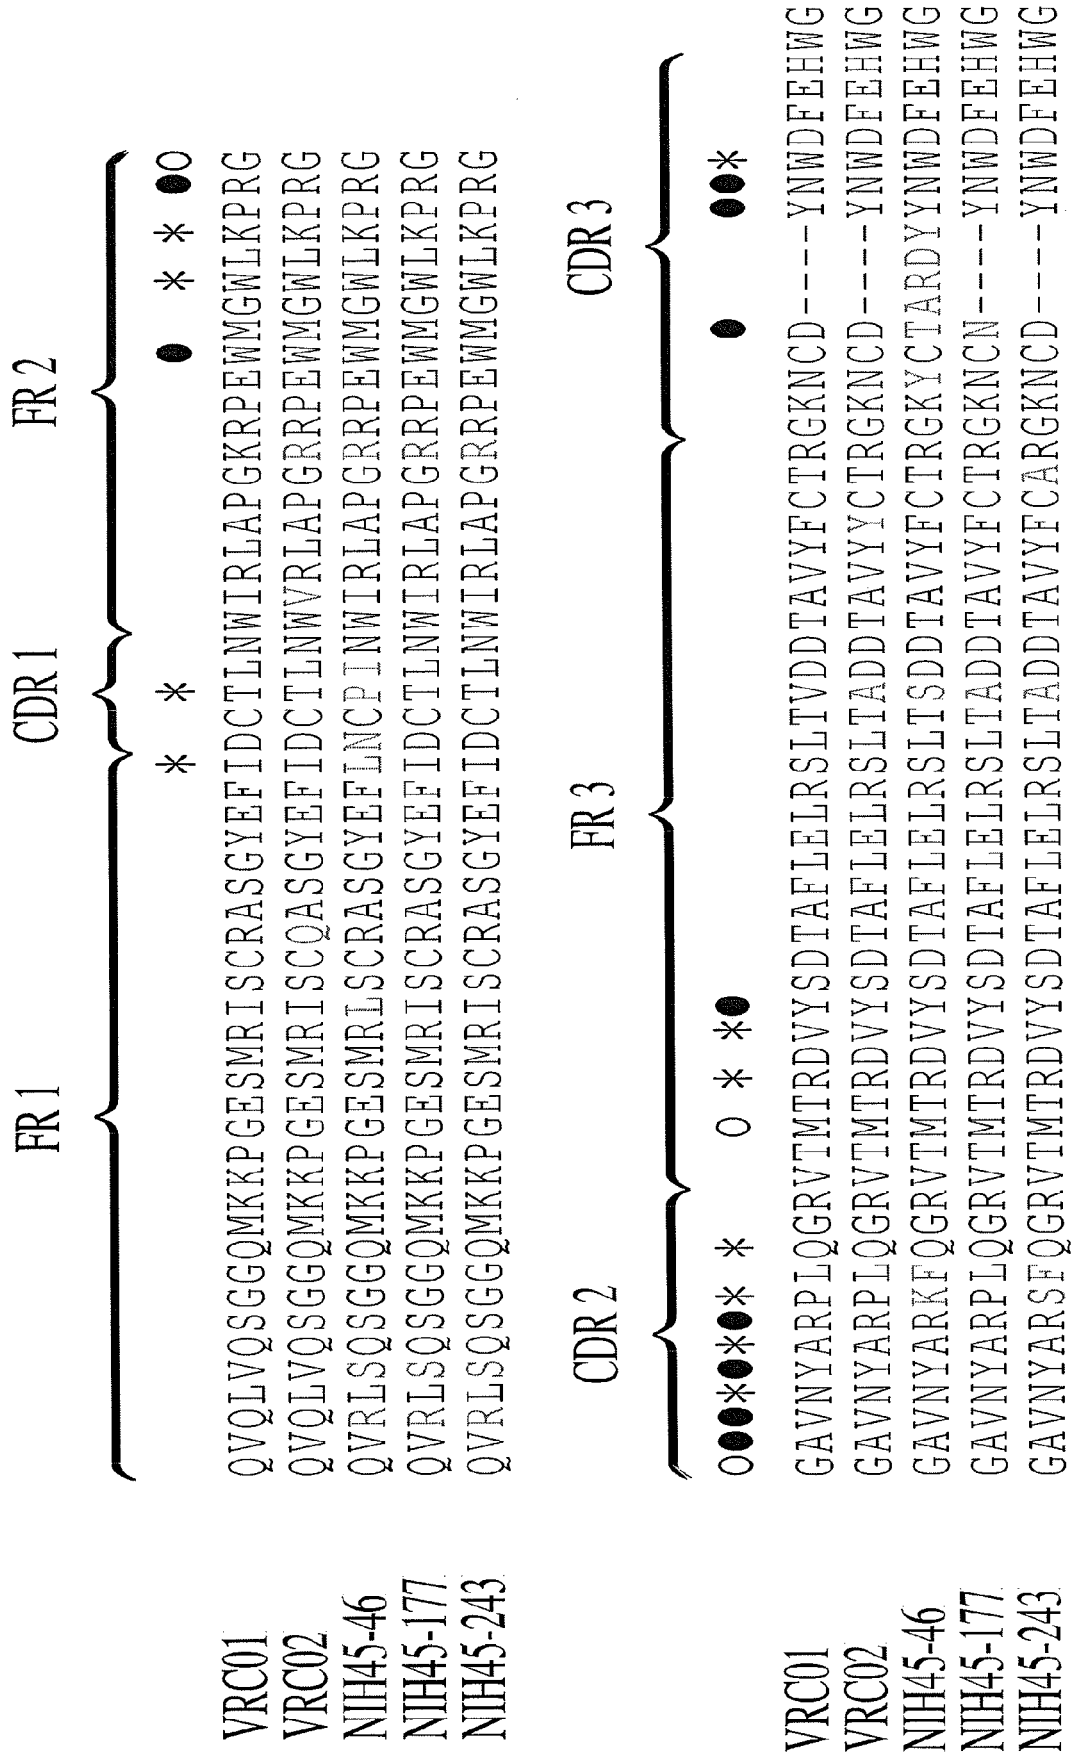 FR 1 CDR 1 FR 2
* * ● * * ●○
VRC01 QVQLVQSGGQMKKPGESMRISCRASGYEFIDCTLNWIRLAPGKRPEWMGWLKPRG
VRC02 QVQLVQSGGQMKKPGESMRISCQASGYEFIDCTLNWVRLAPGRRPEWMGWLKPRG
NIH45-46 QVRLSQSGGQMKKPGESMRLSCRASGYEFLNCPINWIRLAPGRRPEWMGWLKPRG
NIH45-177 QVRLSQSGGQMKKPGESMRISCRASGYEFIDCTLNWIRLAPGRRPEWMGWLKPRG
NIH45-243 QVRLSQSGGQMKKPGESMRISCRASGYEFIDCTLNWIRLAPGRRPEWMGWLKPRG
CDR 2 FR 3 CDR 3
○●●*●*●* * ○ * *● ● ●●*
VRC01 GAVNYARPLQGRVTMTRDVYSDTAFLELRSLTVDDTAVYFCTRGKNCD----YNWDFEHWG
VRC02 GAVNYARPLQGRVTMTRDVYSDTAFLELRSLTADDTAVYYCTRGKNCD----YNWDFEHWG
NIH45-46 GAVNYARKFQGRVTMTRDVYSDTAFLELRSLTSDDTAVYFCTRGKYCTARDYYNWDFEHWG
NIH45-177 GAVNYARPLQGRVTMTRDVYSDTAFLELRSLTADDTAVYFCTRGKNCN----YNWDFEHWG
NIH45-243 GAVNYARSFQGRVTMTRDVYSDTAFLELRSLTADDTAVYFCARGKNCD----YNWDFEHWG